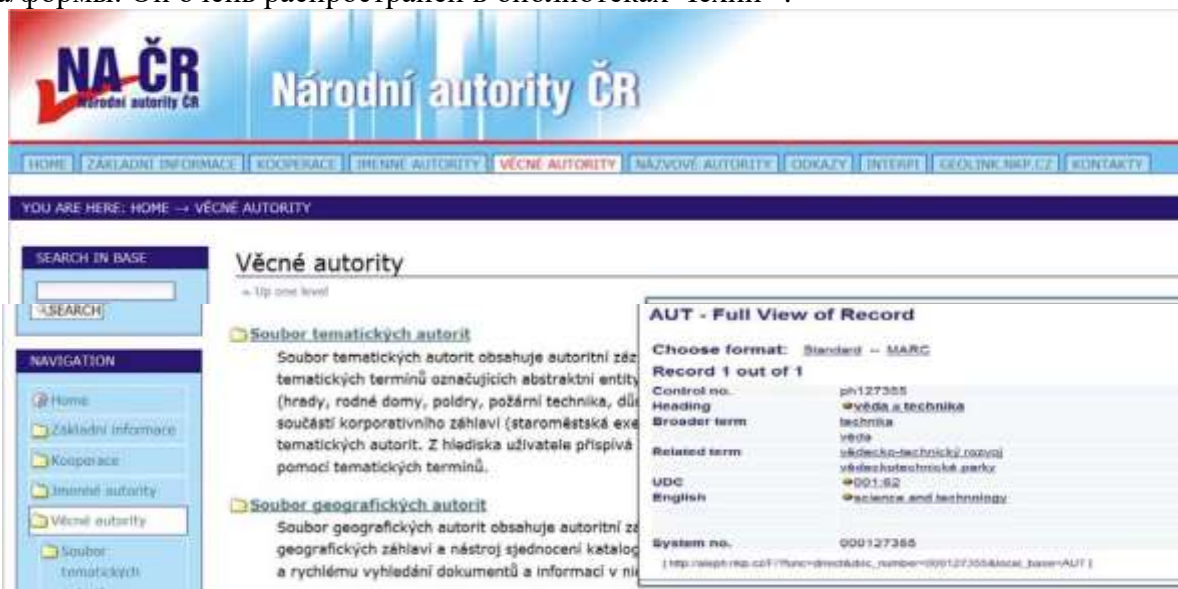 формы. Он очень распространен в библиотеках Чехии
NA ČR
Národní autority ČR
Národní autority ČR
HOME ZÁKLADNÍ INFORMACE KOOPERACE JMENNÉ AUTORITY VĚCNÉ AUTORITY NÁZVOVÉ AUTORITY ODKAZY INTERPI GEOLINK.NKP.CZ KONTAKTY
YOU ARE HERE: HOME → VĚCNÉ AUTORITY
SEARCH IN BASE
SEARCH
NAVIGATION
Home
Základní informace
Kooperace
Jmenné autority
Věcné autority
Soubor
tematických
Věcné autority
Up one level
Soubor tematických autorit
Soubor tematických autorit obsahuje autoritní záz
tematických termínů označujících abstraktní entity
(hrady, rodné domy, poldry, požární technika, důl
součástí korporativního záhlaví (staroměstská exe
tematických autorit. Z hlediska uživatele přispívá
pomocí tematických termínů.
Soubor geografických autorit
Soubor geografických autorit obsahuje autoritní zá
geografických záhlaví a nástroj sjednocení katalog
a rychlému vyhledání dokumentů a informací v ni
AUT - Full View of Record
Choose format: Standard -- MARC
Record 1 out of 1
Control no. ph127365
Heading věda a technika
Broader term technika
věda
Related term vědecko-technický rozvoj
vědeckotechnické parky
UDC 001:62
English science and technology
System no. 000127365